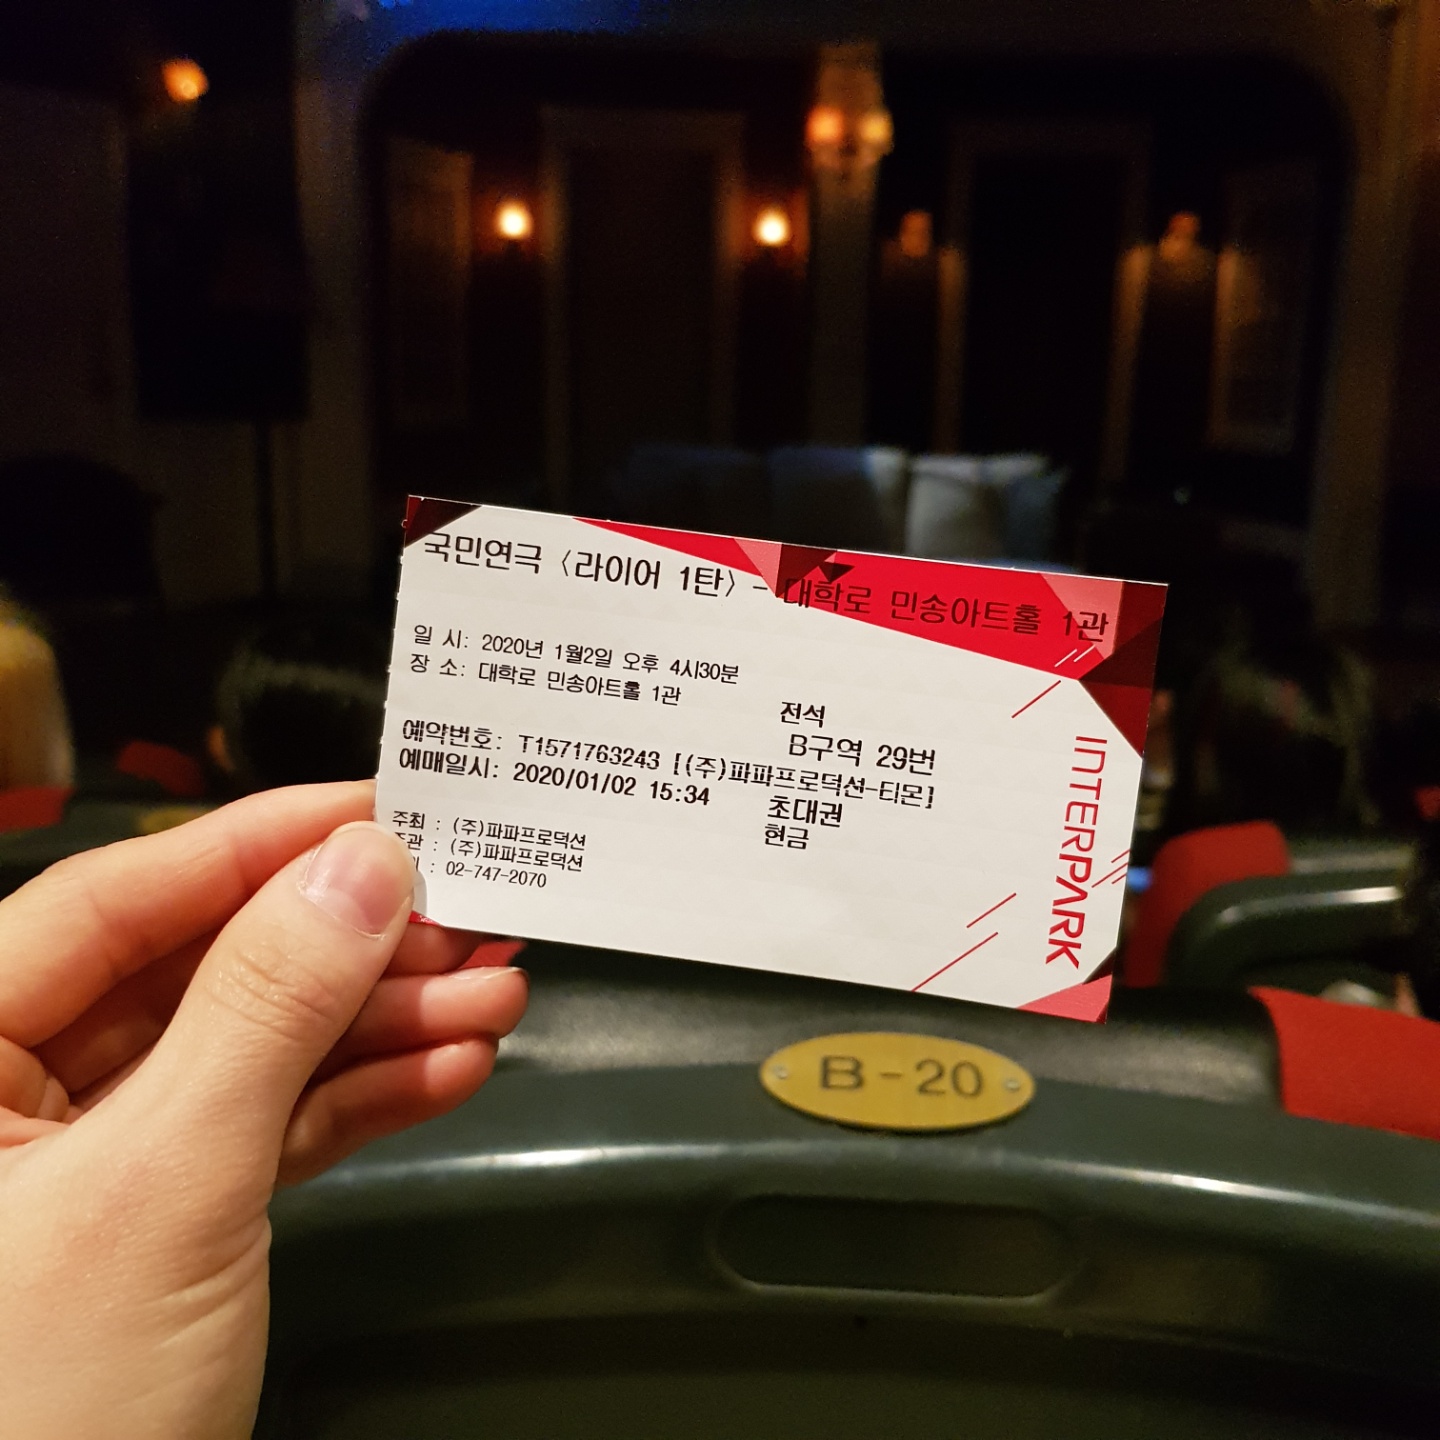 국민연극 〈라이어 1탄〉 - 대학로 민송아트홀 1관
일 시: 2020년 1월2일 오후 4시30분
장 소: 대학로 민송아트홀 1관
전석
B구역 29번
예약번호: T1571763243 [(주)파파프로덕션-티몬]
예매일시: 2020/01/02 15:34
초대권
현금
주최 : (주)파파프로덕션
주관 : (주)파파프로덕션
: 02-747-2070
INTERPARK
B-20